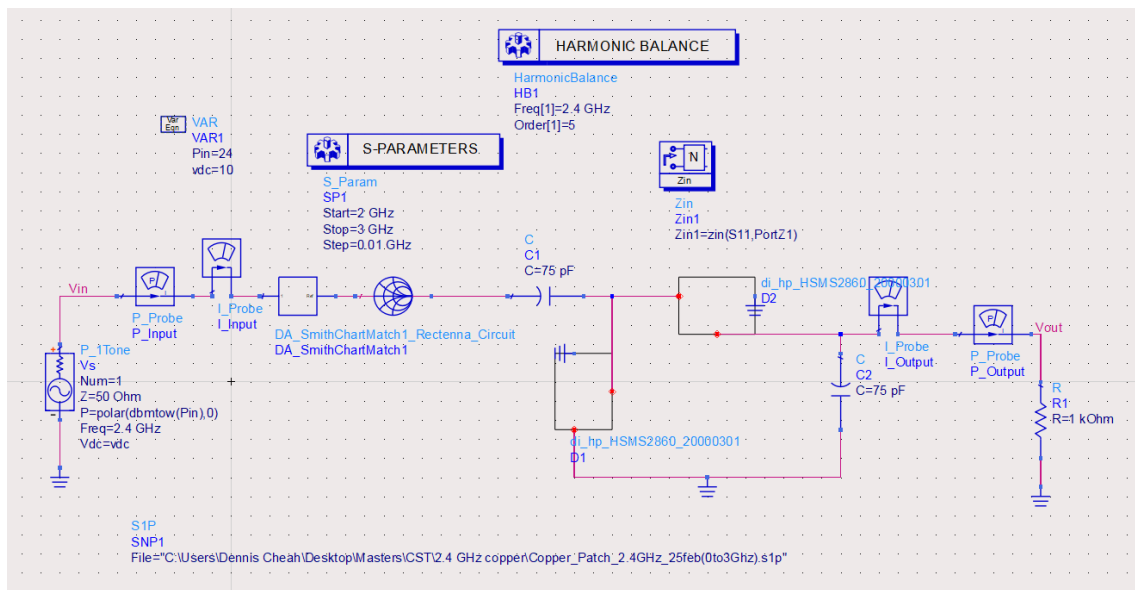 HARMONIC BALANCE
HarmonicBalance
HB1
Freq[1]=2.4 GHz
Order[1]=5
Var
Eqn
VAR
VAR1
Pin=24
vdc=10
S-PARAMETERS
S_Param
SP1
Start=2 GHz
Stop=3 GHz
Step=0.01 GHz
N
Zin
Zin
Zin1
Zin1=zin(S11,PortZ1)
C
C1
C=75 pF
Vin
P
P_Probe
P_Input
I_Probe
I_Input
DA_SmithChartMatch1_Rectenna_Circuit
DA_SmithChartMatch1
di_hp_HSMS2860_20000301
D2
I_Probe
I_Output
P
P_Probe
P_Output
Vout
P_1Tone
Vs
Num=1
Z=50 Ohm
P=polar(dbmtow(Pin),0)
Freq=2.4 GHz
Vdc=vdc
C
C2
C=75 pF
R
R1
R=1 kOhm
di_hp_HSMS2860_20000301
D1
S1P
SNP1
File="C:\Users\Dennis Cheah\Desktop\Masters\CST\2.4 GHz copper\Copper_Patch_2.4GHz_25feb(0to3Ghz).s1p"